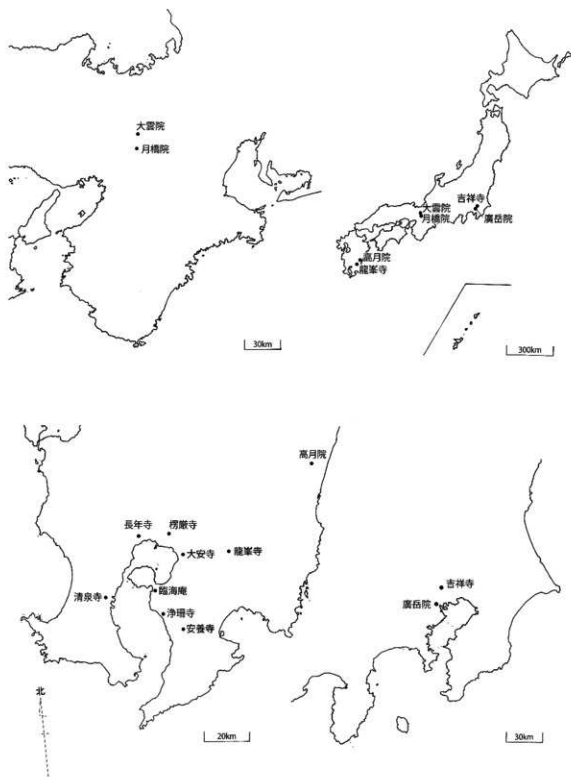 大雲院
月橋院
30km
吉祥寺
大雲院
月橋院
廣岳院
高月院
龍峯寺
300km
高月院
長年寺
楞厳寺
大安寺
龍峯寺
清泉寺
臨海庵
浄珊寺
安養寺
北
20km
吉祥寺
廣岳院
30km